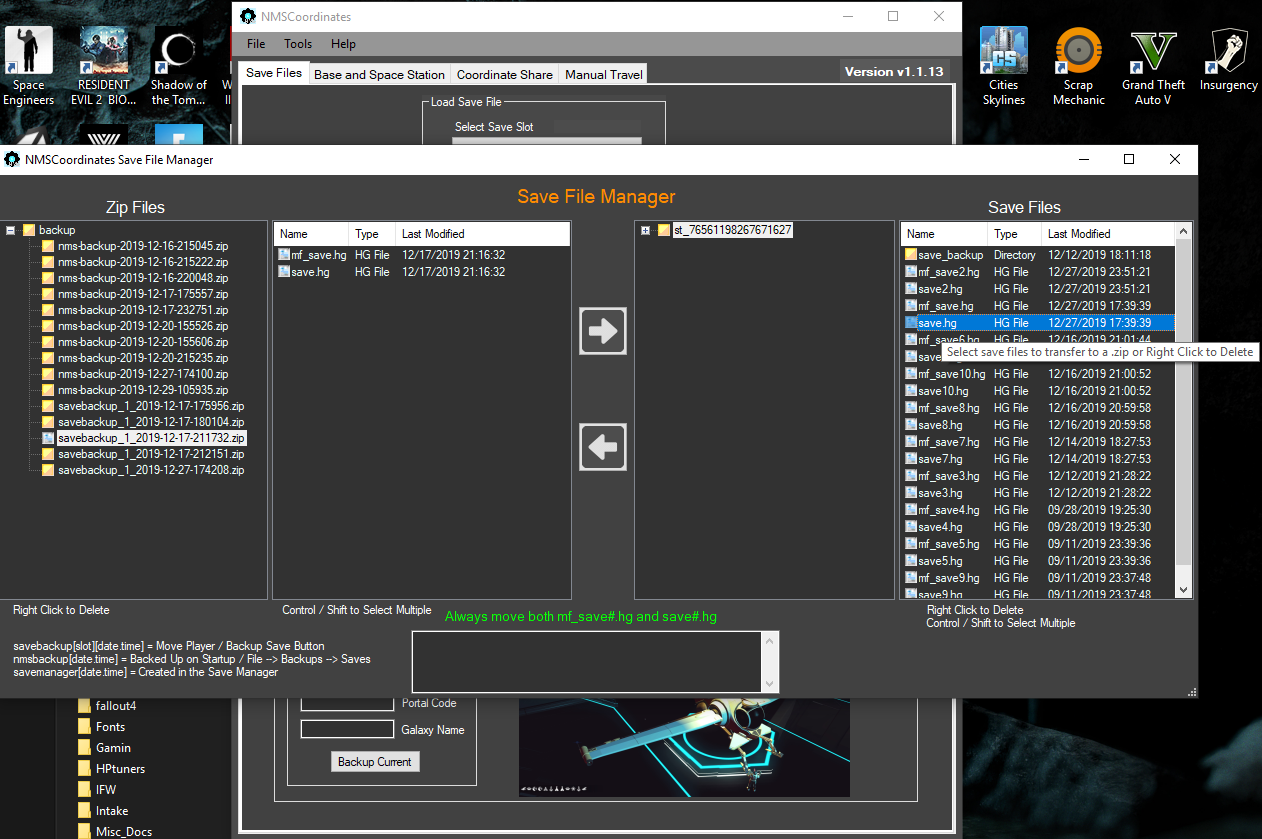 NMSCoordinates
File Tools Help
Save Files Base and Space Station Coordinate Share Manual Travel
Version v1.1.13
Load Save File
Select Save Slot
Space Engineers
RESIDENT EVIL 2 BIO...
Shadow of the Tom...
Cities Skylines
CS
Scrap Mechanic
Grand Theft Auto V
Insurgency
NMSCoordinates Save File Manager
Save File Manager
Zip Files
Save Files
backup
nms-backup-2019-12-16-215045.zip
nms-backup-2019-12-16-215222.zip
nms-backup-2019-12-16-220048.zip
nms-backup-2019-12-17-175557.zip
nms-backup-2019-12-17-232751.zip
nms-backup-2019-12-20-155526.zip
nms-backup-2019-12-20-155606.zip
nms-backup-2019-12-20-215235.zip
nms-backup-2019-12-27-174100.zip
nms-backup-2019-12-29-105935.zip
savebackup_1_2019-12-17-175956.zip
savebackup_1_2019-12-17-180104.zip
savebackup_1_2019-12-17-211732.zip
savebackup_1_2019-12-17-212151.zip
savebackup_1_2019-12-27-174208.zip
Name Type Last Modified
mf_save.hg HG File 12/17/2019 21:16:32
save.hg HG File 12/17/2019 21:16:32
st_76561198267671627
Name Type Last Modified
save_backup Directory 12/12/2019 18:11:18
mf_save2.hg HG File 12/27/2019 23:51:21
save2.hg HG File 12/27/2019 23:51:21
mf_save.hg HG File 12/27/2019 17:39:39
save.hg HG File 12/27/2019 17:39:39
mf_save6.hg HG File 12/16/2019 21:01:44
save
Select save files to transfer to a .zip or Right Click to Delete
mf_save10.hg HG File 12/16/2019 21:00:52
save10.hg HG File 12/16/2019 21:00:52
mf_save8.hg HG File 12/16/2019 20:59:58
save8.hg HG File 12/16/2019 20:59:58
mf_save7.hg HG File 12/14/2019 18:27:53
save7.hg HG File 12/14/2019 18:27:53
mf_save3.hg HG File 12/12/2019 21:28:22
save3.hg HG File 12/12/2019 21:28:22
mf_save4.hg HG File 09/28/2019 19:25:30
save4.hg HG File 09/28/2019 19:25:30
mf_save5.hg HG File 09/11/2019 23:39:36
save5.hg HG File 09/11/2019 23:39:36
mf_save9.hg HG File 09/11/2019 23:37:48
save9.hg HG File 09/11/2019 23:37:48
Right Click to Delete
Control / Shift to Select Multiple
Always move both mf_save#.hg and save#.hg
Right Click to Delete
Control / Shift to Select Multiple
savebackup[slot][date.time] = Move Player / Backup Save Button
nmsbackup[date.time] = Backed Up on Startup / File --> Backups --> Saves
savemanager[date.time] = Created in the Save Manager
fallout4
Fonts
Gamin
HPtuners
IFW
Intake
Misc_Docs
Portal Code
Galaxy Name
Backup Current